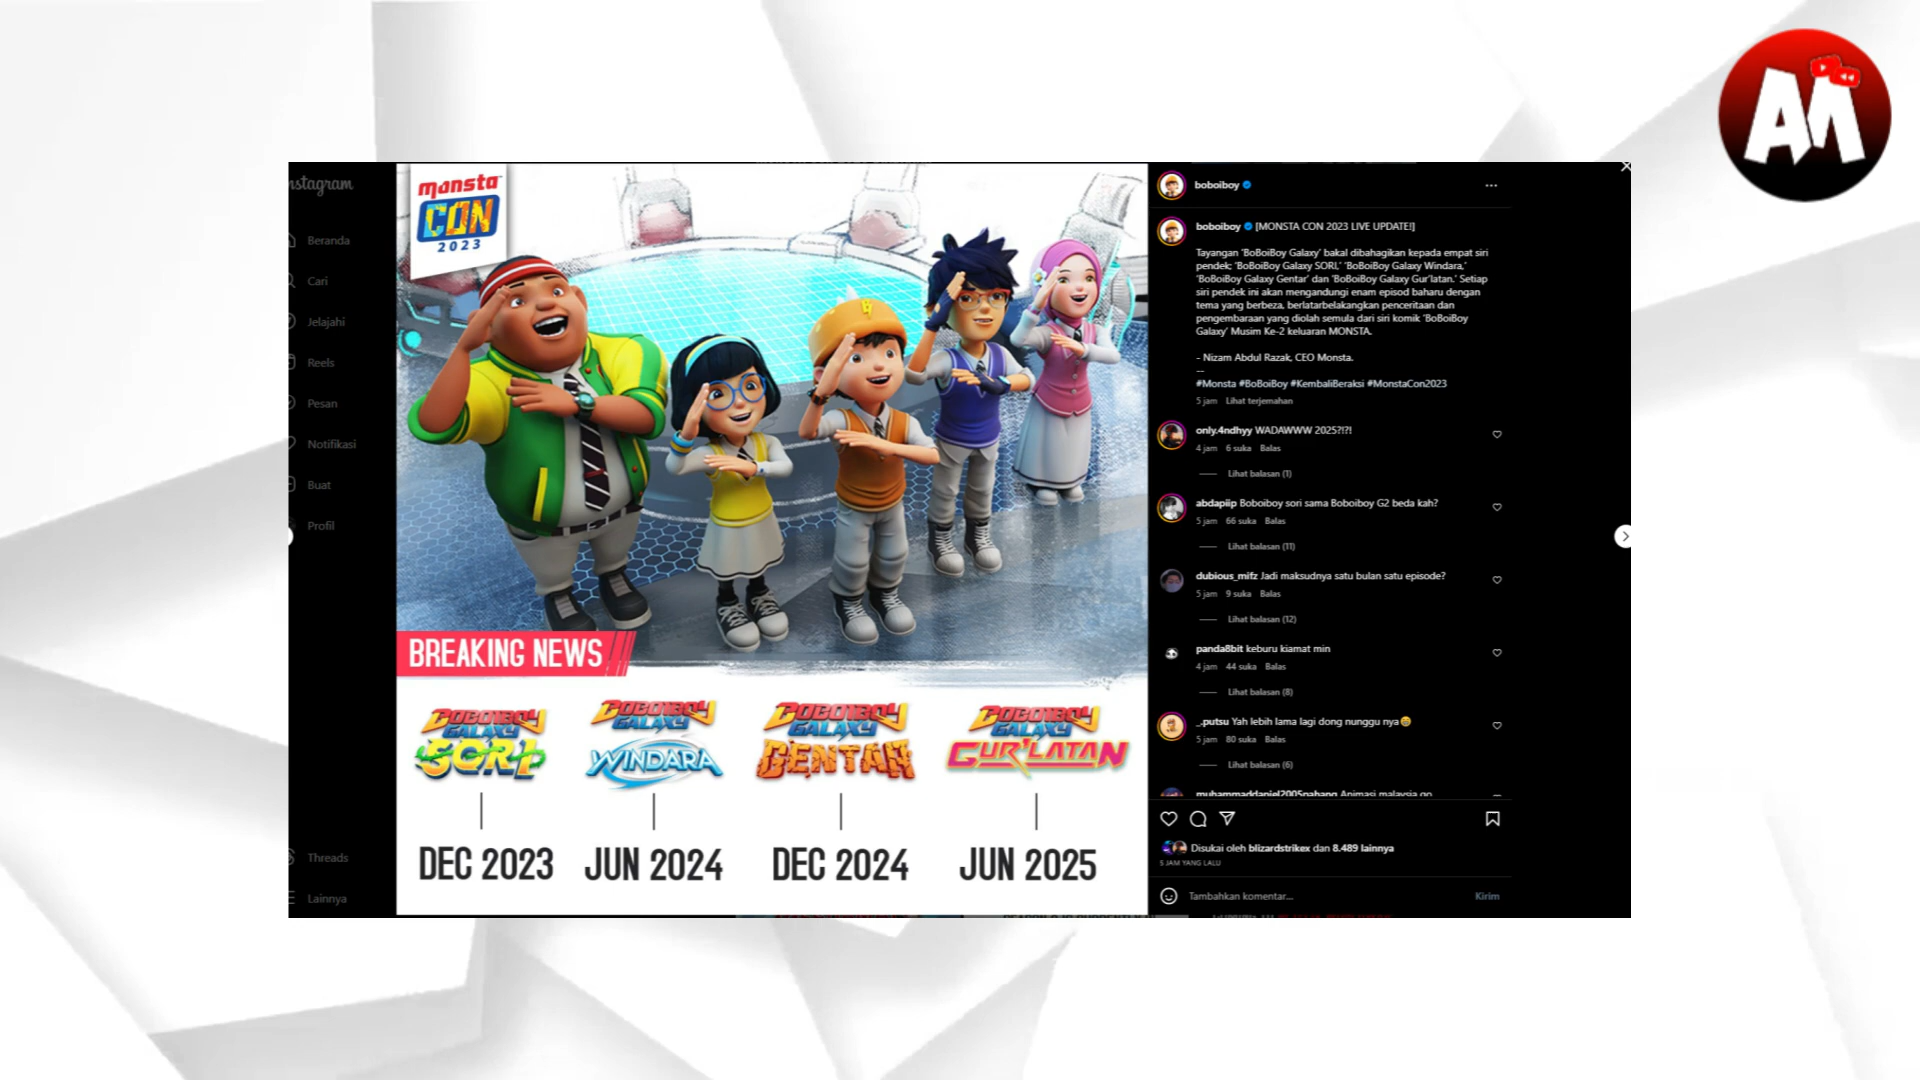 AM
Instagram
Beranda
Cari
Jelajahi
Reels
Pesan
Notifikasi
Buat
Profil
Threads
Lainnya
monsta
CON
2023
BREAKING NEWS
BOBOIBOY
GALAXY
SORI
DEC 2023
BOBOIBOY
GALAXY
WINDARA
JUN 2024
BOBOIBOY
GALAXY
GENTAR
DEC 2024
BOBOIBOY
GALAXY
GUR'LATAN
JUN 2025
boboiboy
boboiboy [MONSTA CON 2023 LIVE UPDATE!]
Tayangan 'BoBoiBoy Galaxy' bakal dibahagikan kepada empat siri
pendek; 'BoBoiBoy Galaxy SORI,' 'BoBoiBoy Galaxy Windara,'
'BoBoiBoy Galaxy Gentar' dan 'BoBoiBoy Galaxy Gur'latan.' Setiap
siri pendek ini akan mengandungi enam episod baharu dengan
tema yang berbeza, berlatarbelakangkan penceritaan dan
pengembaraan yang diolah semula dari siri komik 'BoBoiBoy
Galaxy' Musim Ke-2 keluaran MONSTA.
- Nizam Abdul Razak, CEO Monsta.
--
#Monsta #BoBoiBoy #KembaliBeraksi #MonstaCon2023
5 jam Lihat terjemahan
only.4ndhyy WADAWWW 2025?!?!
4 jam 6 suka Balas
Lihat balasan (1)
abdapiip Boboiboy sori sama Boboiboy G2 beda kah?
5 jam 66 suka Balas
Lihat balasan (11)
dubious_mifz Jadi maksudnya satu bulan satu episode?
5 jam 9 suka Balas
Lihat balasan (12)
panda8bit keburu kiamat min
4 jam 44 suka Balas
Lihat balasan (8)
_.putsu Yah lebih lama lagi dong nunggu nya😁
5 jam 80 suka Balas
Lihat balasan (6)
muhammaddaniel2005pahang Animasi malaysia go
Disukai oleh blizardstrikex dan 8.489 lainnya
5 JAM YANG LALU
Tambahkan komentar...
Kirim